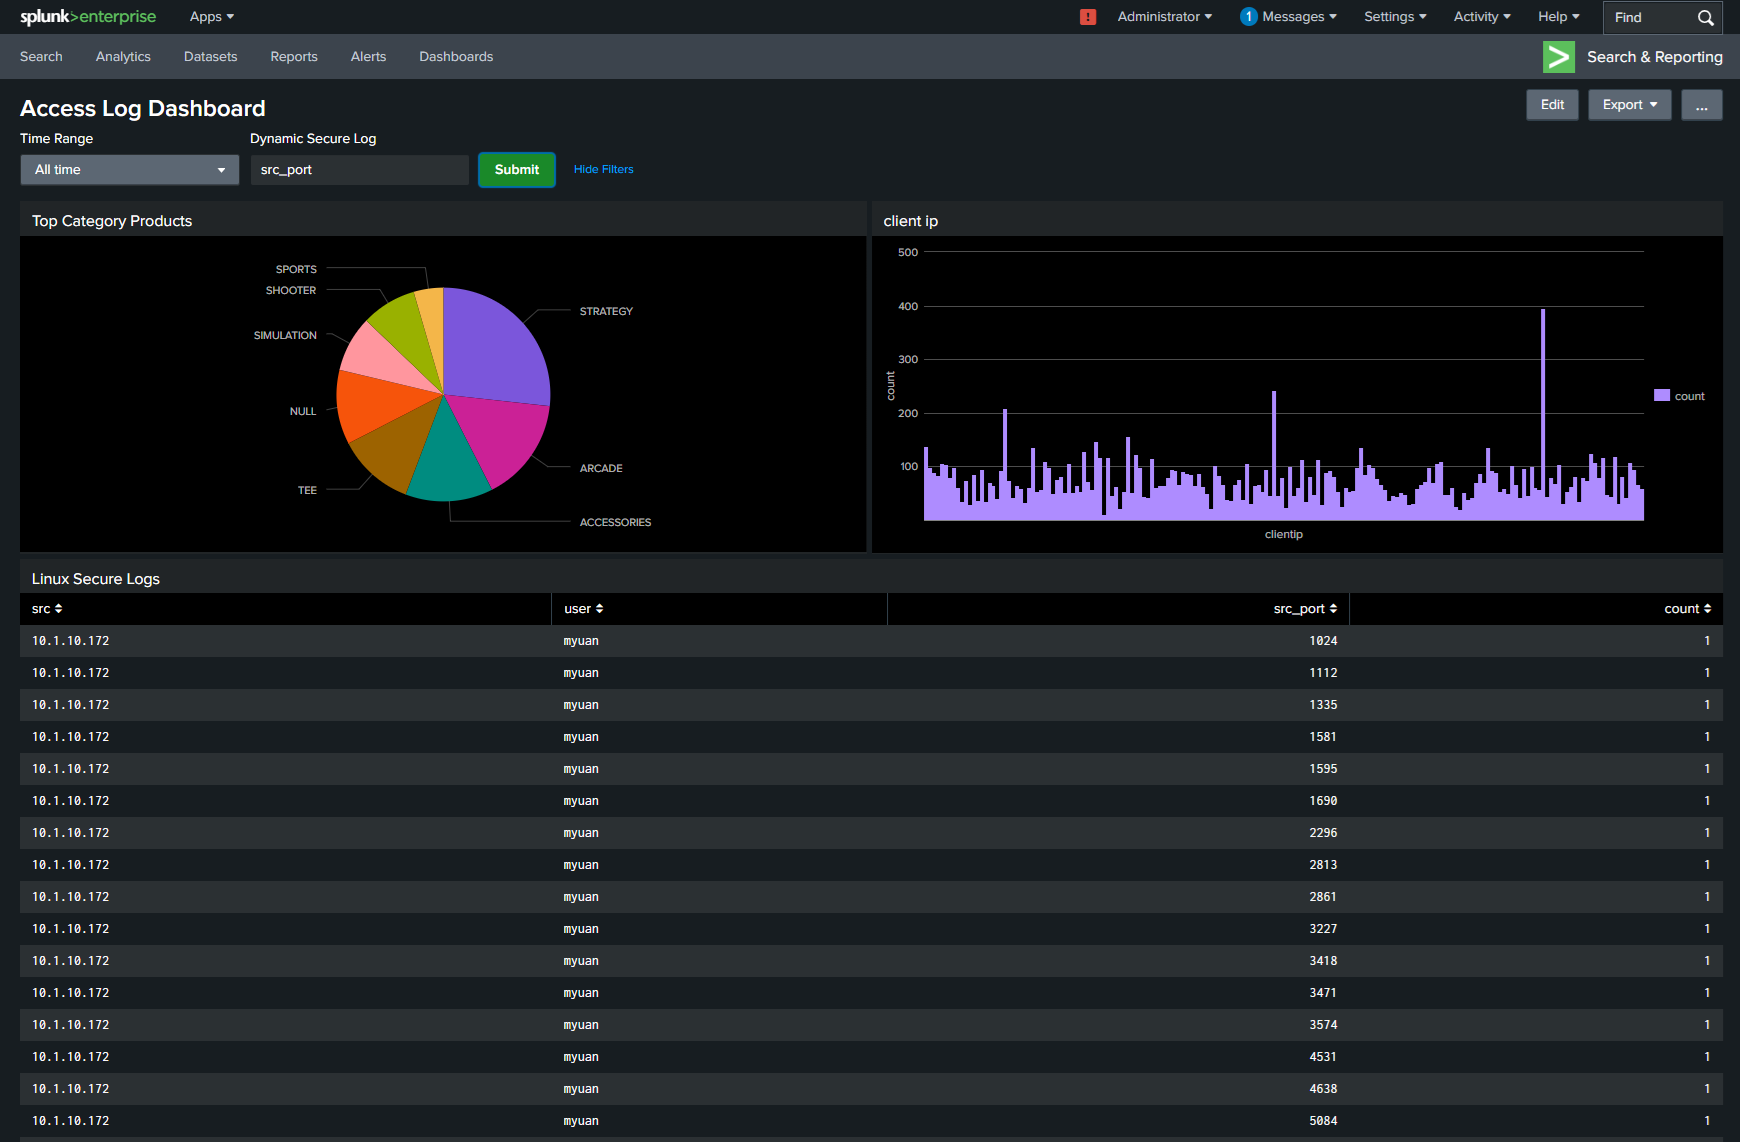 splunk>enterprise Apps ! Administrator 1 Messages Settings Activity Help Find
Search Analytics Datasets Reports Alerts Dashboards > Search & Reporting
Access Log Dashboard Edit Export ...
Time Range Dynamic Secure Log
All time src_port Submit Hide Filters
Top Category Products
SPORTS
SHOOTER
SIMULATION
NULL
TEE
STRATEGY
ARCADE
ACCESSORIES
client ip
500
400
300
200
100
count
clientip
count
Linux Secure Logs
src user src_port count
10.1.10.172 myuan 1024 1
10.1.10.172 myuan 1112 1
10.1.10.172 myuan 1335 1
10.1.10.172 myuan 1581 1
10.1.10.172 myuan 1595 1
10.1.10.172 myuan 1690 1
10.1.10.172 myuan 2296 1
10.1.10.172 myuan 2813 1
10.1.10.172 myuan 2861 1
10.1.10.172 myuan 3227 1
10.1.10.172 myuan 3418 1
10.1.10.172 myuan 3471 1
10.1.10.172 myuan 3574 1
10.1.10.172 myuan 4531 1
10.1.10.172 myuan 4638 1
10.1.10.172 myuan 5084 1